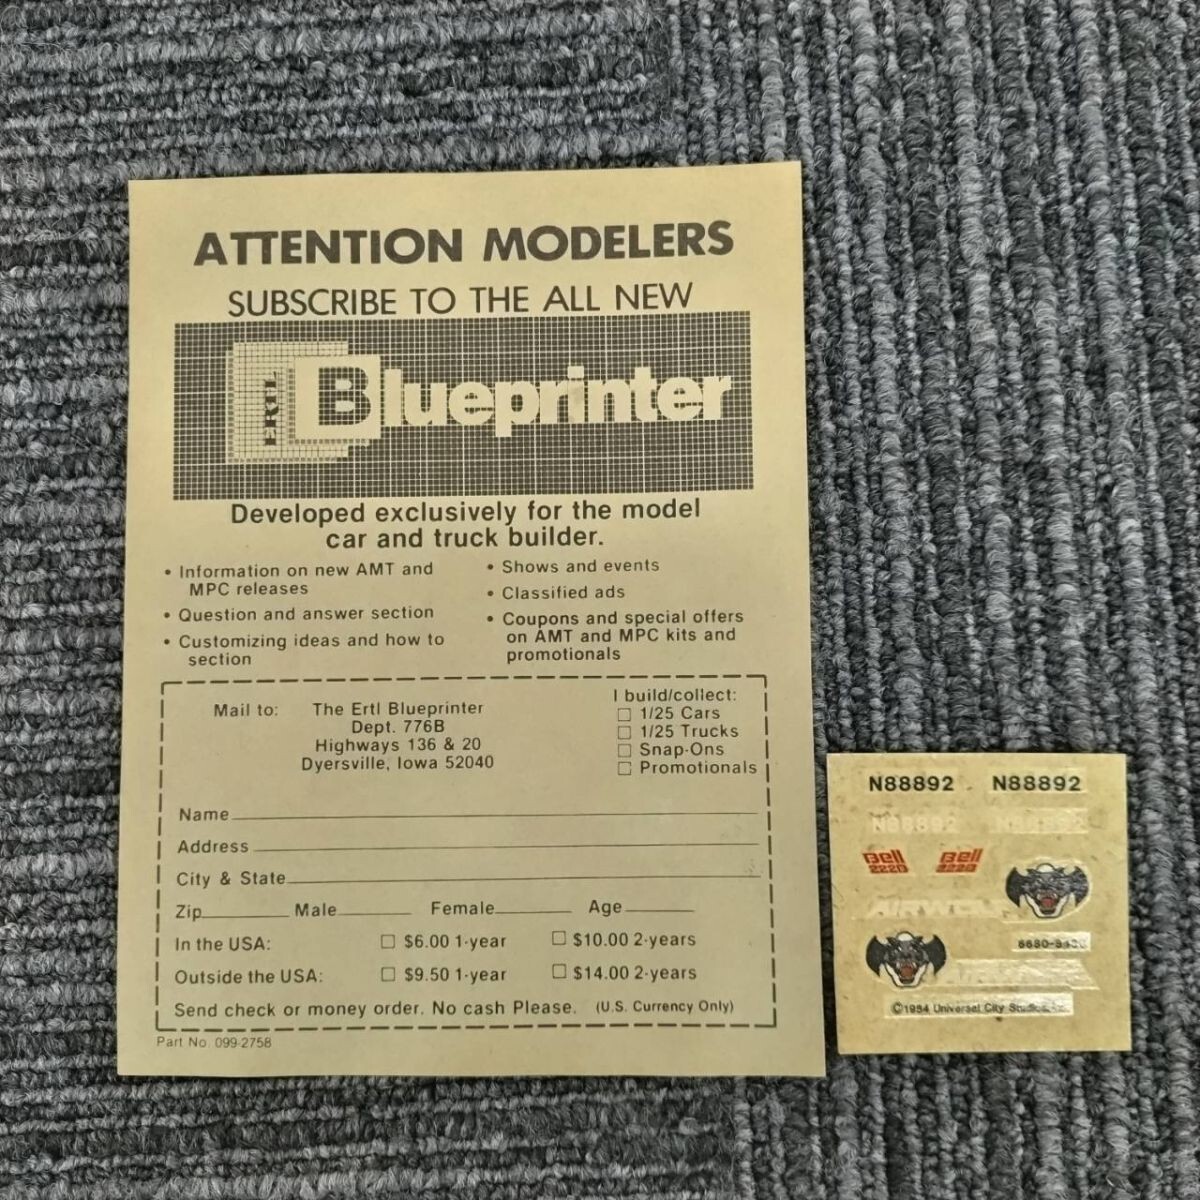 ATTENTION MODELERS
SUBSCRIBE TO THE ALL NEW
ERTL
Blueprinter
Developed exclusively for the model
car and truck builder.
• Information on new AMT and
MPC releases
• Question and answer section
• Customizing ideas and how to
section
• Shows and events
• Classified ads
• Coupons and special offers
on AMT and MPC kits and
promotionals
Mail to: The Ertl Blueprinter
Dept. 776B
Highways 136 & 20
Dyersville, Iowa 52040
I build/collect:
☐ 1/25 Cars
☐ 1/25 Trucks
☐ Snap-Ons
☐ Promotionals
Name
Address
City & State
Zip Male Female Age
In the USA: ☐ $6.00 1-year ☐ $10.00 2-years
Outside the USA: ☐ $9.50 1-year ☐ $14.00 2-years
Send check or money order. No cash Please. (U.S. Currency Only)
Part No. 099-2758
N88892 N88892
N88892 N88892
Bell Bell
222B 222B
AIRWOLF
©1984 Universal City Studios, Inc.